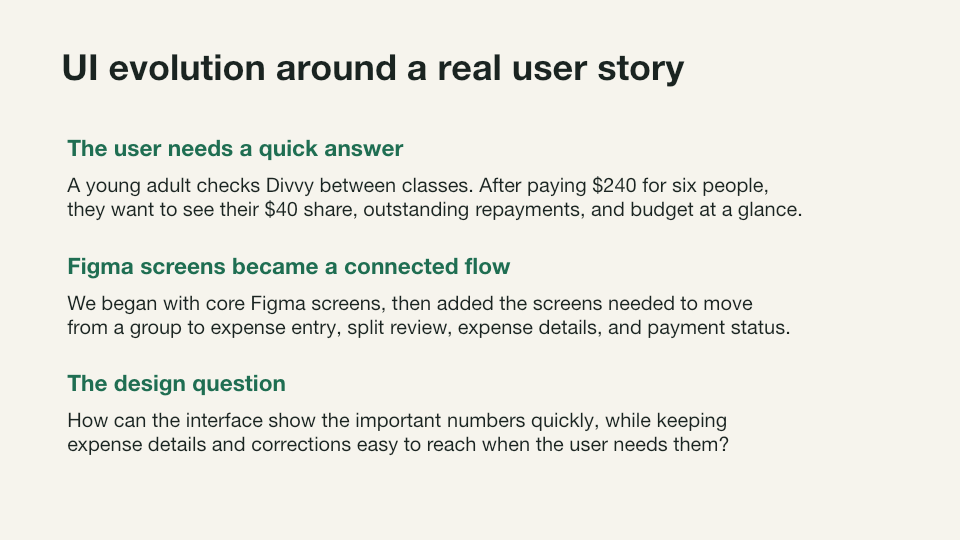 UI evolution around a real user story
The user needs a quick answer
A young adult checks Divvy between classes. After paying $240 for six people,
they want to see their $40 share, outstanding repayments, and budget at a glance.
Figma screens became a connected flow
We began with core Figma screens, then added the screens needed to move
from a group to expense entry, split review, expense details, and payment status.
The design question
How can the interface show the important numbers quickly, while keeping
expense details and corrections easy to reach when the user needs them?